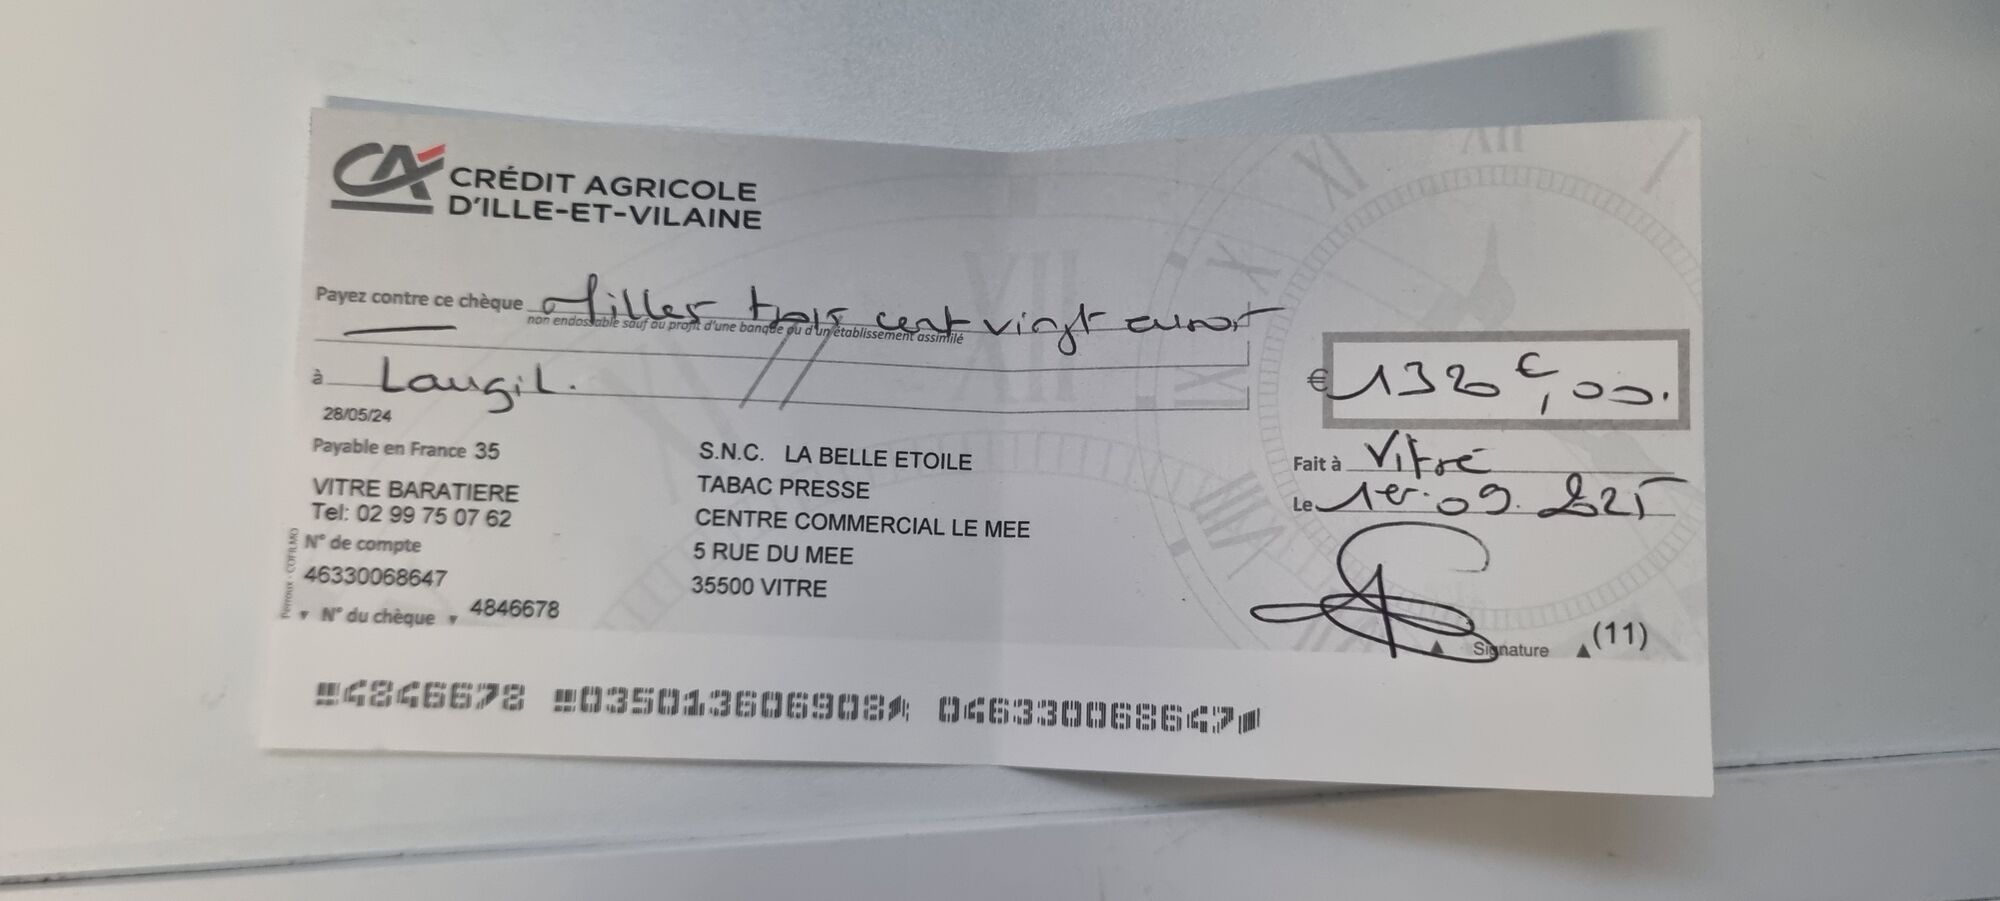 CRÉDIT AGRICOLE
D'ILLE-ET-VILAINE
Payez contre ce chèque Milles trois cent vingt euros
non endossable sauf au profit d'une banque ou d'un établissement assimilé
à Laugil.
€ 1320 €,00.
28/05/24
Payable en France 35
VITRE BARATIERE
Tel: 02 99 75 07 62
N° de compte
46330068647
N° du chèque 4846678
S.N.C. LA BELLE ETOILE
TABAC PRESSE
CENTRE COMMERCIAL LE MEE
5 RUE DU MEE
35500 VITRE
Fait à Vitré
Le 1er. 09. 2025
Signature (11)
4846678 035013606908 046330068647